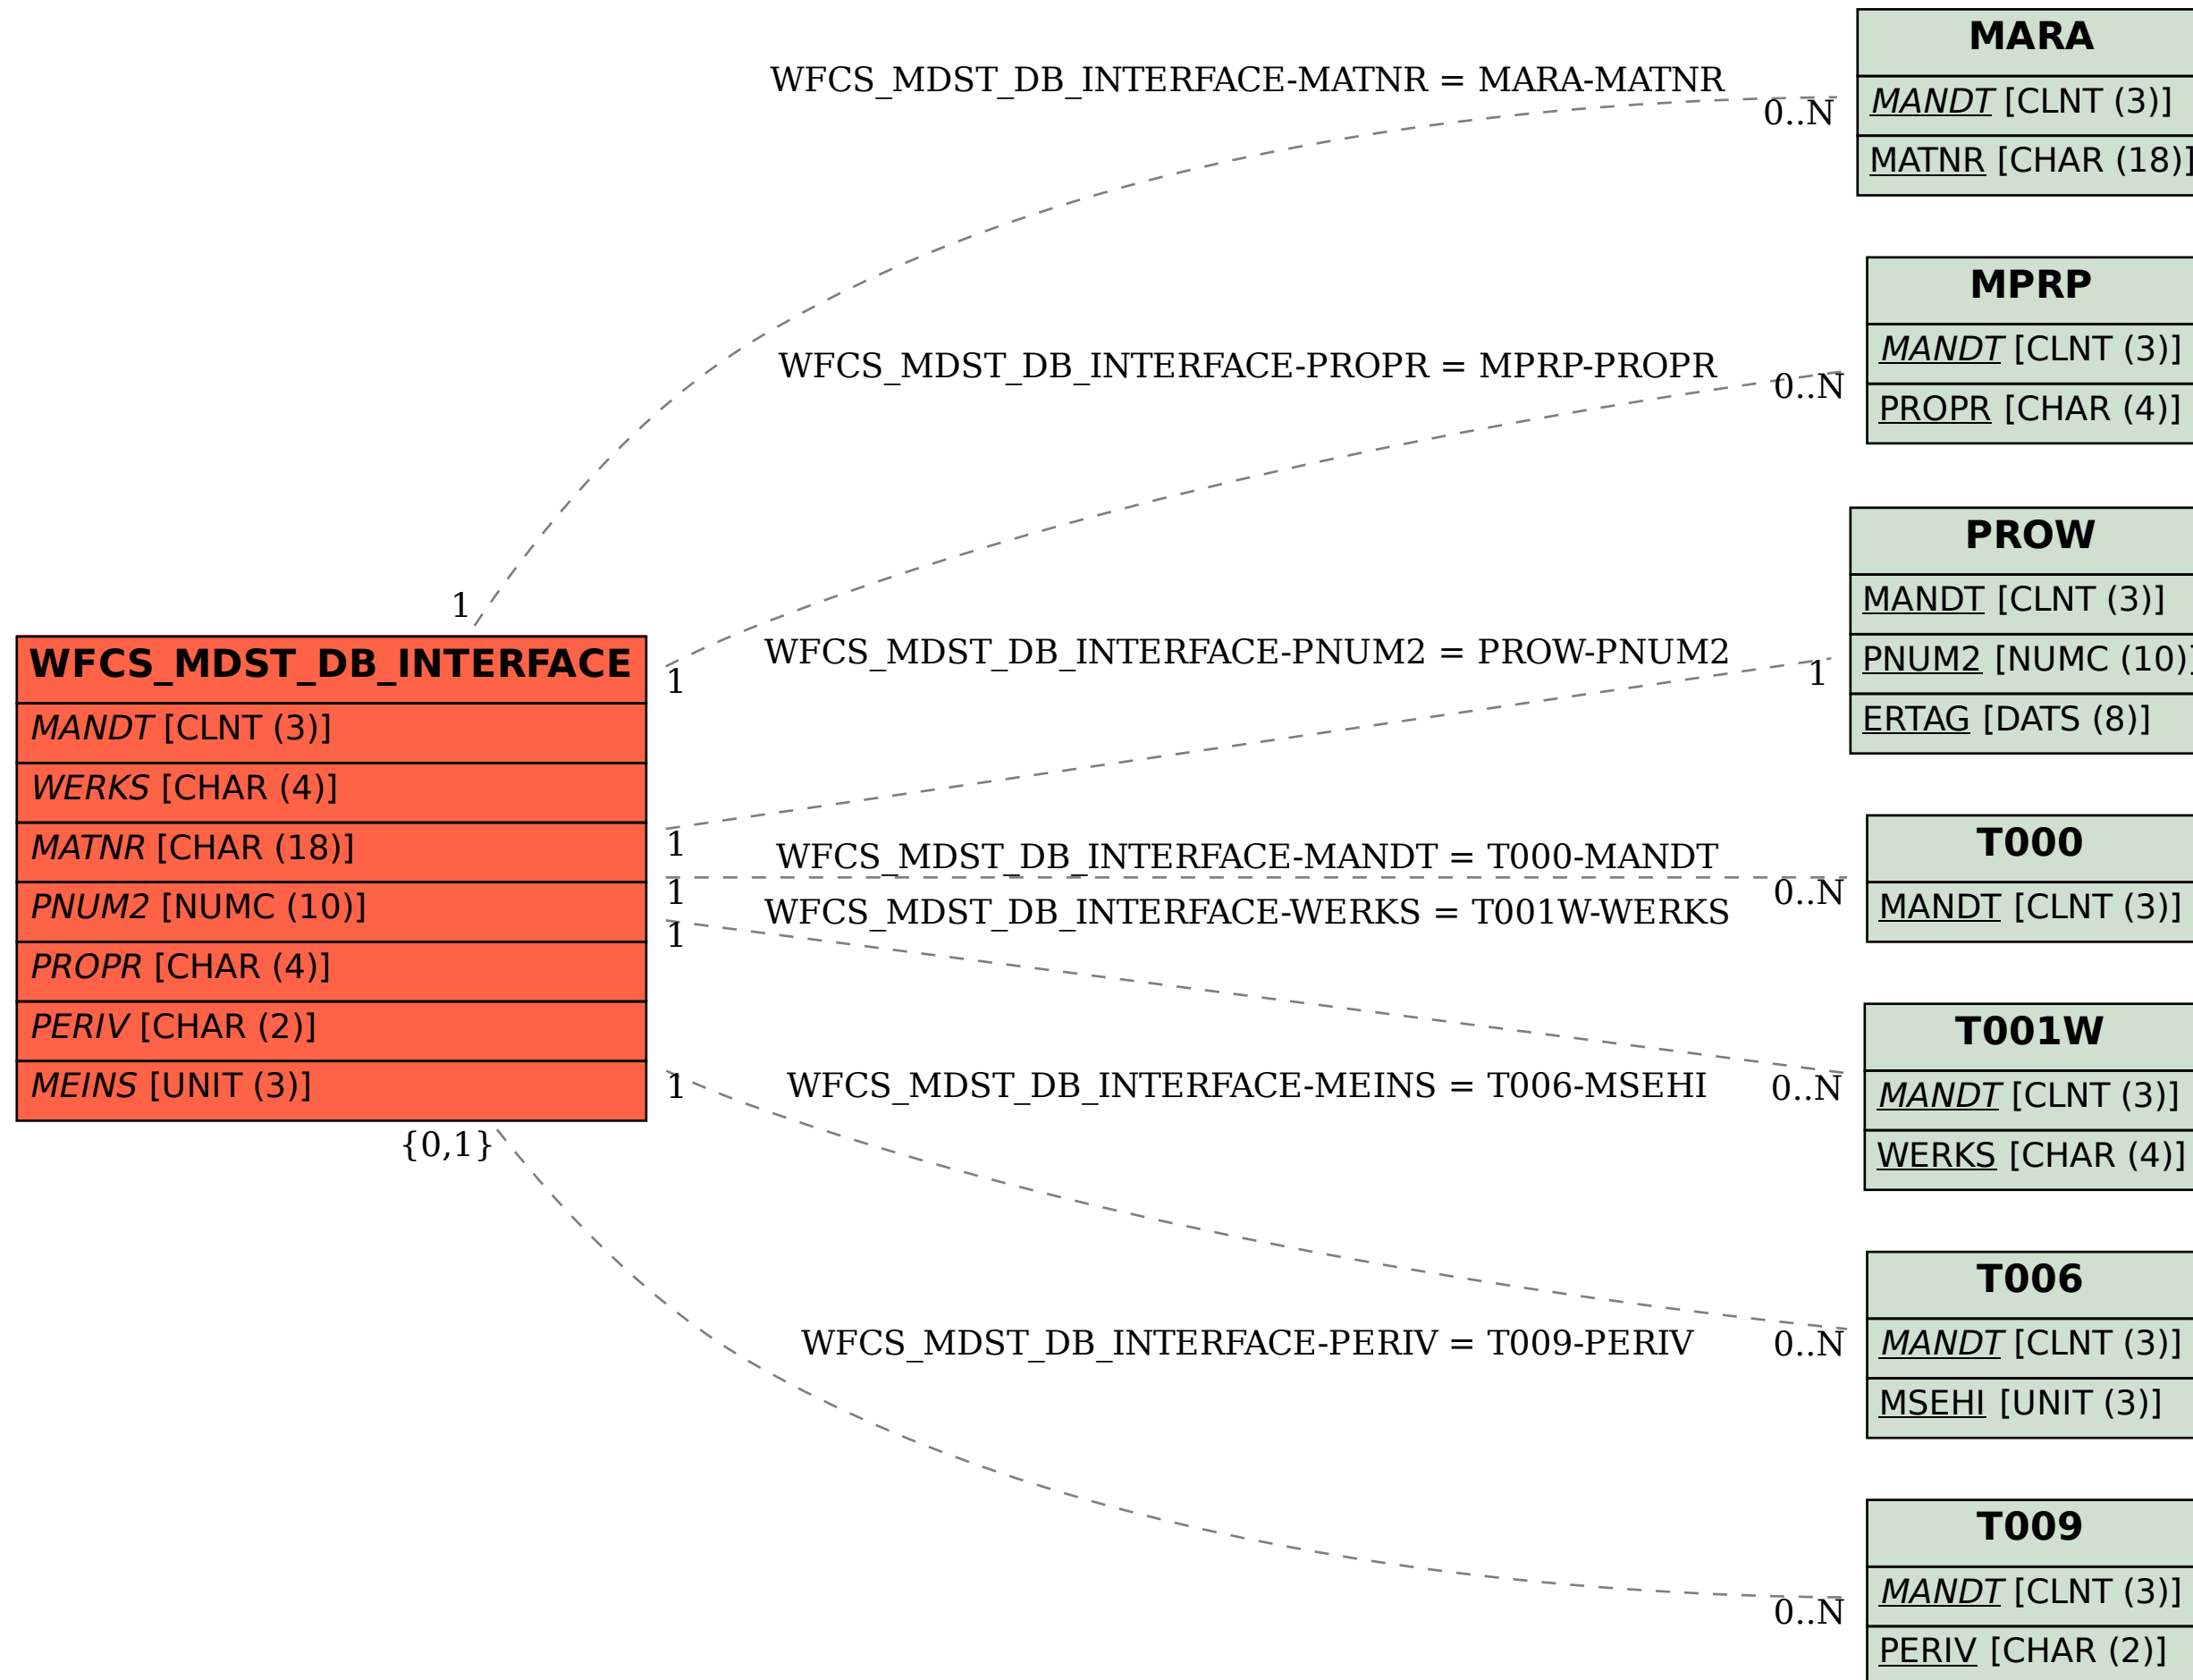 WFCS_MDST_DB_INTERFACE
MANDT [CLNT (3)]
WERKS [CHAR (4)]
MATNR [CHAR (18)]
PNUM2 [NUMC (10)]
PROPR [CHAR (4)]
PERIV [CHAR (2)]
MEINS [UNIT (3)]
WFCS_MDST_DB_INTERFACE-MATNR = MARA-MATNR
0..N
1
WFCS_MDST_DB_INTERFACE-PROPR = MPRP-PROPR
0..N
1
WFCS_MDST_DB_INTERFACE-PNUM2 = PROW-PNUM2
1
1
WFCS_MDST_DB_INTERFACE-MANDT = T000-MANDT
0..N
1
WFCS_MDST_DB_INTERFACE-WERKS = T001W-WERKS
0..N
1
WFCS_MDST_DB_INTERFACE-MEINS = T006-MSEHI
0..N
1
WFCS_MDST_DB_INTERFACE-PERIV = T009-PERIV
0..N
{0,1}
MARA
MANDT [CLNT (3)]
MATNR [CHAR (18)]
MPRP
MANDT [CLNT (3)]
PROPR [CHAR (4)]
PROW
MANDT [CLNT (3)]
PNUM2 [NUMC (10)]
ERTAG [DATS (8)]
T000
MANDT [CLNT (3)]
T001W
MANDT [CLNT (3)]
WERKS [CHAR (4)]
T006
MANDT [CLNT (3)]
MSEHI [UNIT (3)]
T009
MANDT [CLNT (3)]
PERIV [CHAR (2)]